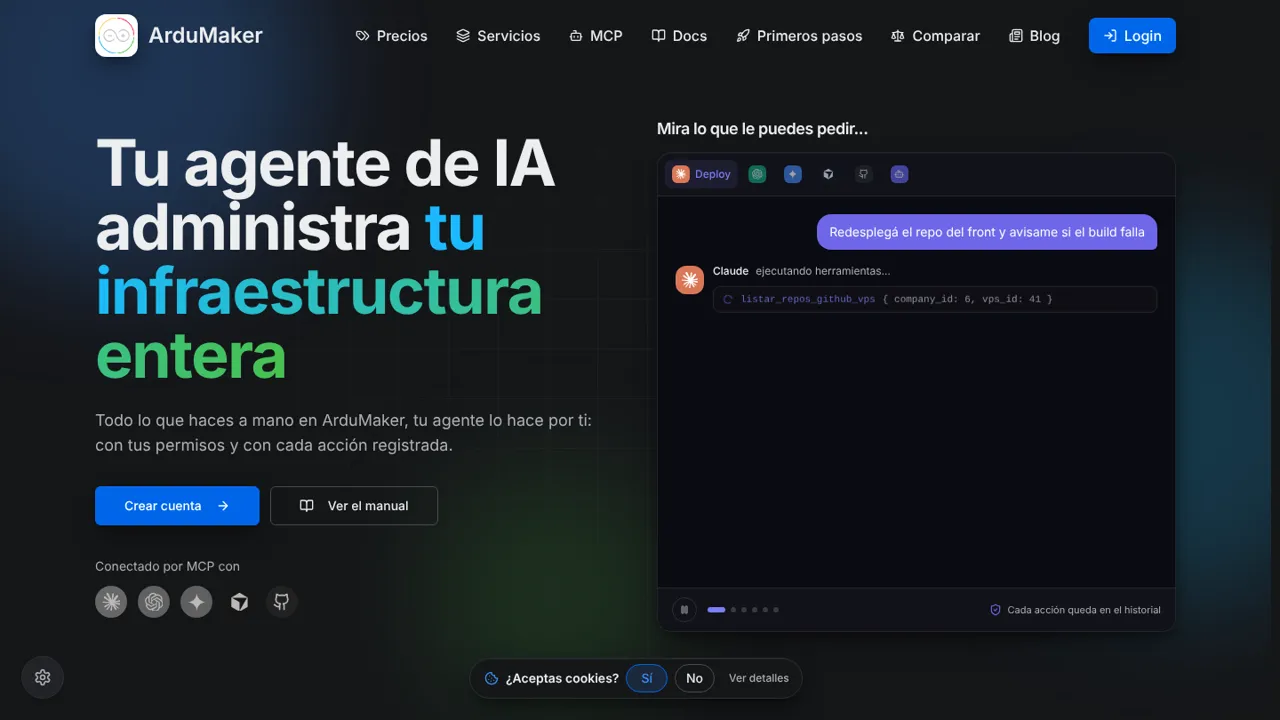 ArduMaker
Precios
Servicios
MCP
Docs
Primeros pasos
Comparar
Blog
Login
Tu agente de IA
administra tu
infraestructura
entera
Todo lo que haces a mano en ArduMaker, tu agente lo hace por ti:
con tus permisos y con cada acción registrada.
Crear cuenta
Ver el manual
Conectado por MCP con
Mira lo que le puedes pedir...
Deploy
Redesplegá el repo del front y avisame si el build falla
Claude ejecutando herramientas...
listar_repos_github_vps { company_id: 6, vps_id: 41 }
Cada acción queda en el historial
¿Aceptas cookies?
Sí
No
Ver detalles